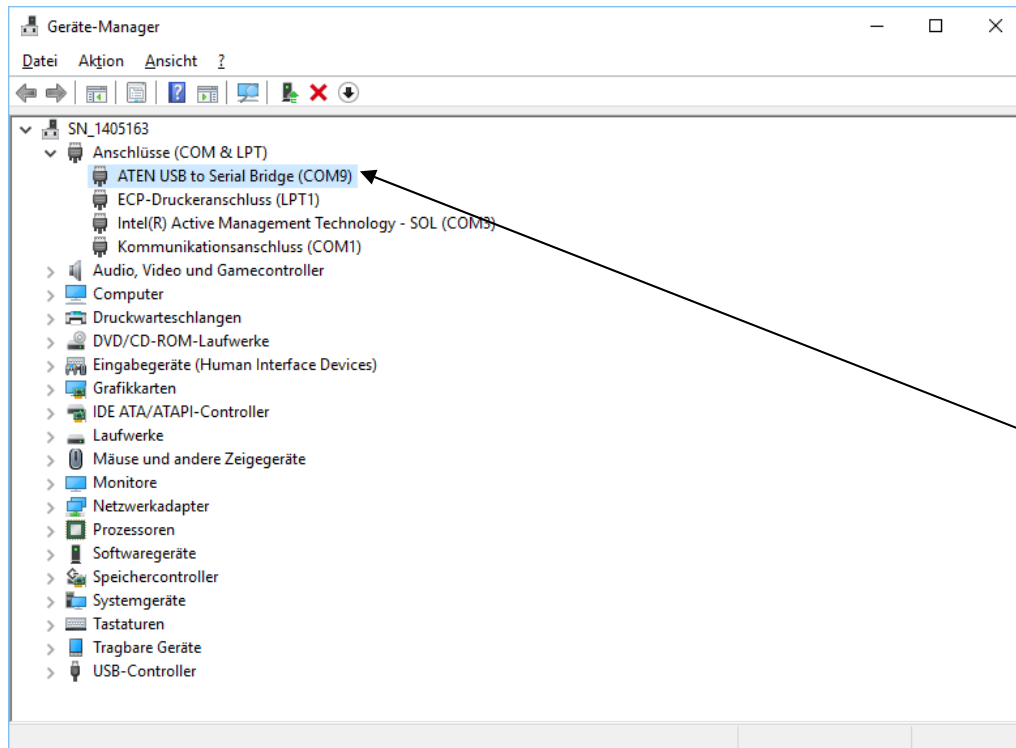 Geräte-Manager
Datei Aktion Ansicht ?
SN_1405163
Anschlüsse (COM & LPT)
ATEN USB to Serial Bridge (COM9)
ECP-Druckeranschluss (LPT1)
Intel(R) Active Management Technology - SOL (COM3)
Kommunikationsanschluss (COM1)
Audio, Video und Gamecontroller
Computer
Druckwarteschlangen
DVD/CD-ROM-Laufwerke
Eingabegeräte (Human Interface Devices)
Grafikkarten
IDE ATA/ATAPI-Controller
Laufwerke
Mäuse und andere Zeigegeräte
Monitore
Netzwerkadapter
Prozessoren
Softwaregeräte
Speichercontroller
Systemgeräte
Tastaturen
Tragbare Geräte
USB-Controller